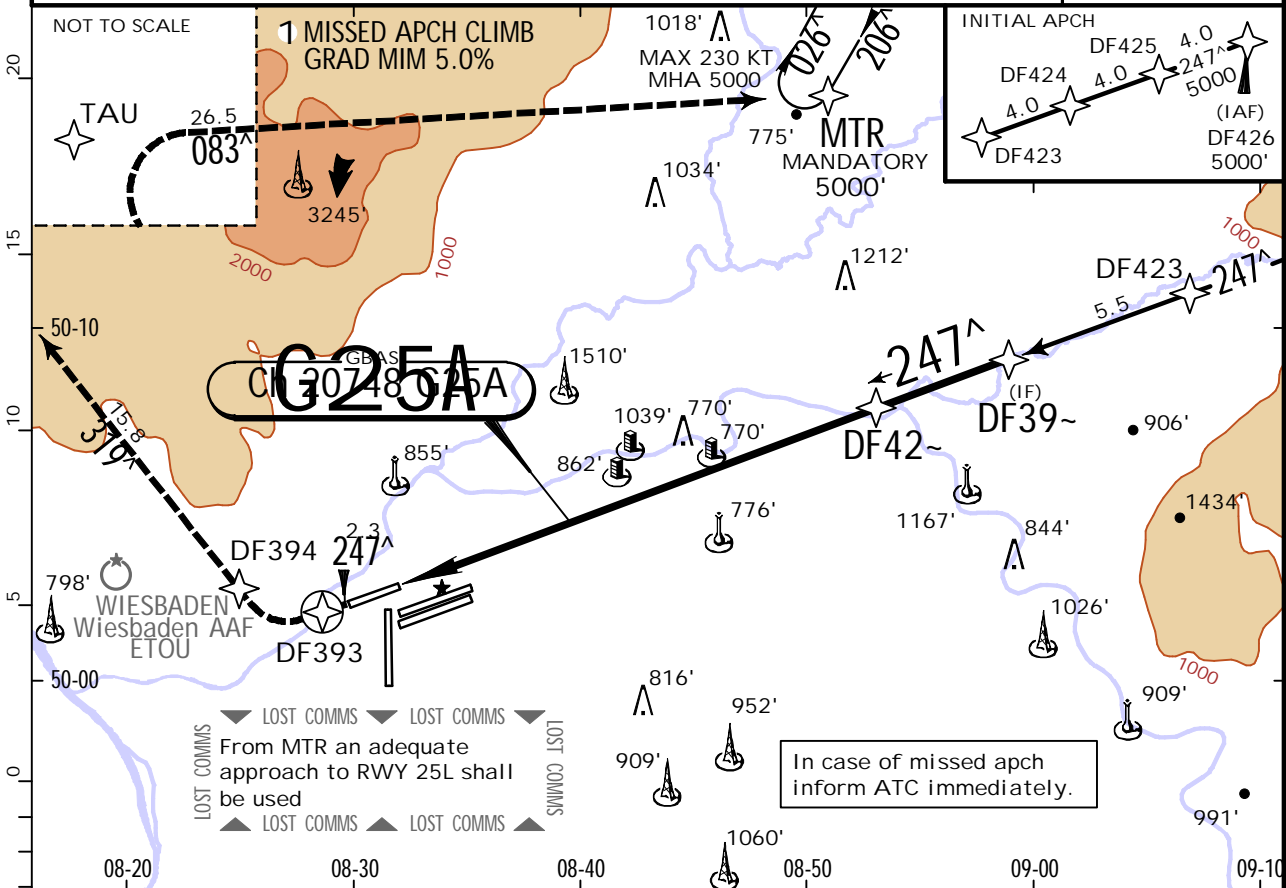 NOT TO SCALE
1 MISSED APCH CLIMB
GRAD MIM 5.0%
TAU
26.5
083^
3245'
2000
1000
1018'
MAX 230 KT
MHA 5000
026^
206^
775'
MTR
MANDATORY
5000'
1034'
1212'
INITIAL APCH
DF425
4.0
247^
5000
DF424
4.0
4.0
DF423
(IAF)
DF426
5000'
1000
DF423
247^
5.5
20
15
10
5
0
50-10
50-00
GBAS
Ch 20748 G25A
G25A
1510'
247^
(IF)
DF39~
DF42~
1039'
770'
770'
862'
855'
906'
15.8
319^
776'
1167'
1434'
844'
2.3
247^
DF394
DF393
798'
WIESBADEN
Wiesbaden AAF
ETOU
1026'
1000
816'
952'
909'
909'
LOST COMMS LOST COMMS
LOST COMMS
LOST COMMS
From MTR an adequate
approach to RWY 25L shall
be used
LOST COMMS LOST COMMS
In case of missed apch
inform ATC immediately.
991'
1060'
08-20
08-30
08-40
08-50
09-00
09-10